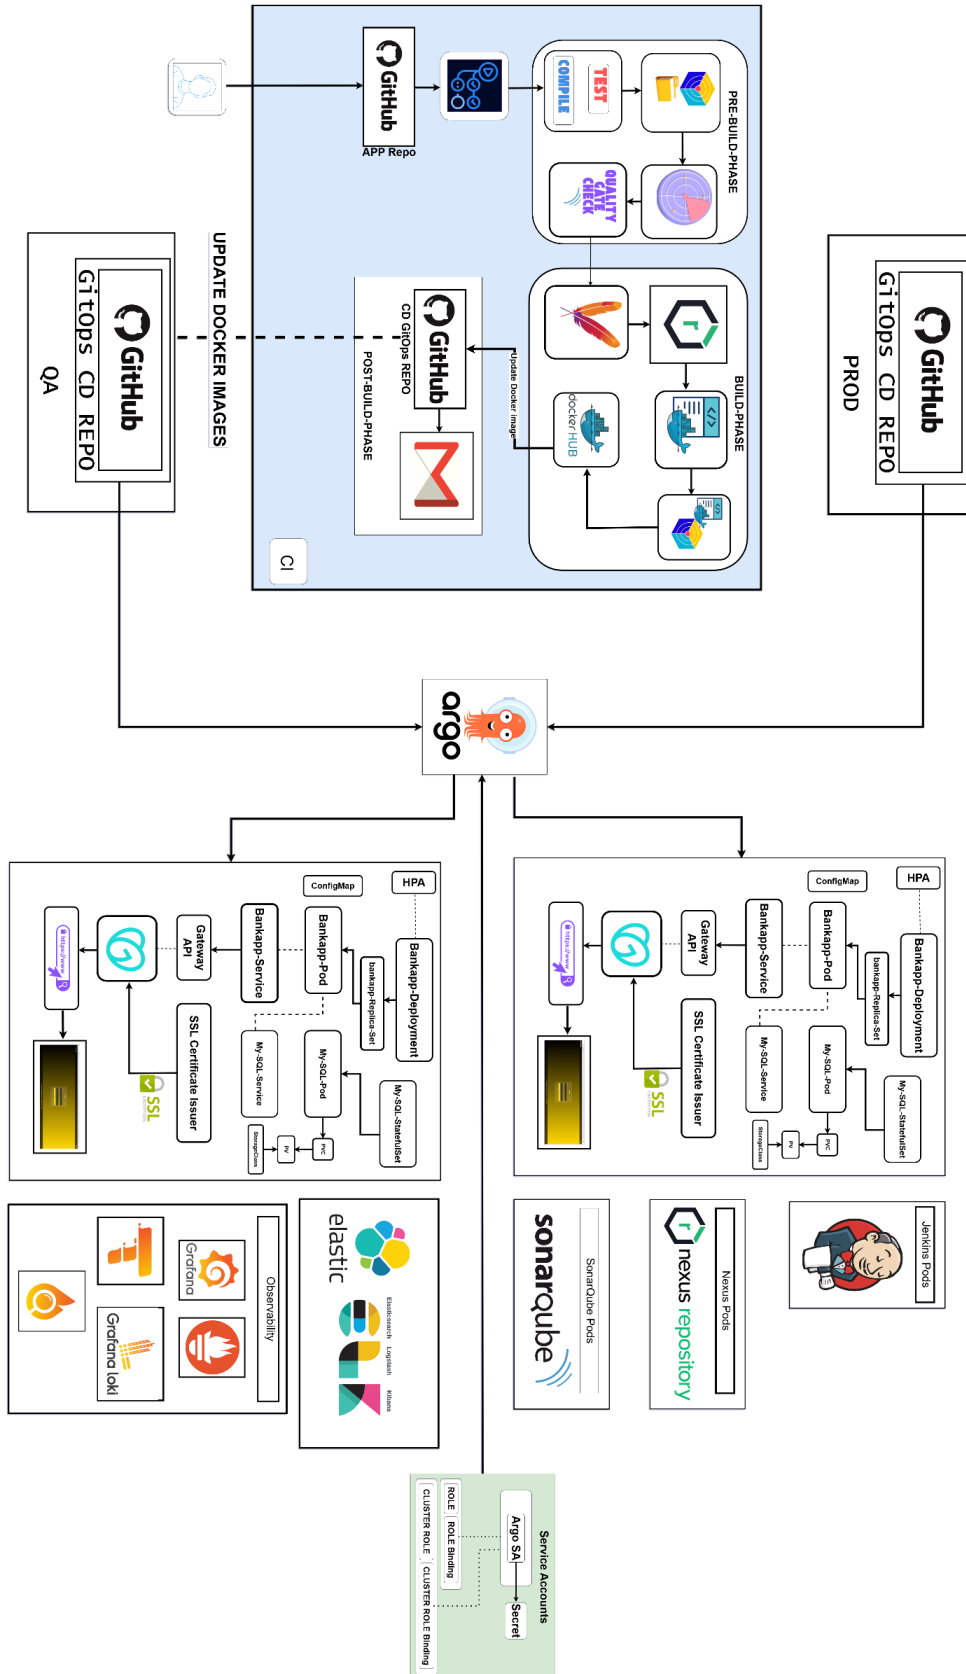 GitHub
Gitops CD REPO
PROD
PRE-BUILD-PHASE
TEST
COMPILE
QUALITY
GATE
CHECK
GitHub
APP Repo
BUILD-PHASE
docker HUB
Update Docker image
GitHub
CD GitOps REPO
POST-BUILD-PHASE
CI
UPDATE DOCKER IMAGES
GitHub
Gitops CD REPO
QA
argo
HPA
Bankapp-Deployment
ConfigMap
bankapp-Replica-Set
Bankapp-Pod
Bankapp-Service
Gateway
API
https://www
My-SQL-StatefulSet
My-SQL-Pod
My-SQL-Service
PVC
PV
StorageClass
SSL Certificate Issuer
SSL
HPA
Bankapp-Deployment
ConfigMap
bankapp-Replica-Set
Bankapp-Pod
Bankapp-Service
Gateway
API
https://www
My-SQL-StatefulSet
My-SQL-Pod
My-SQL-Service
PVC
PV
StorageClass
SSL Certificate Issuer
SSL
Jenkins Pods
Nexus Pods
nexus repository
SonarQube Pods
sonarqube
elastic
Elasticsearch
Logstash
Kibana
Observability
Grafana
Grafana loki
Service Accounts
Argo SA
Secret
ROLE
ROLE Binding
CLUSTER ROLE
CLUSTER ROLE Binding